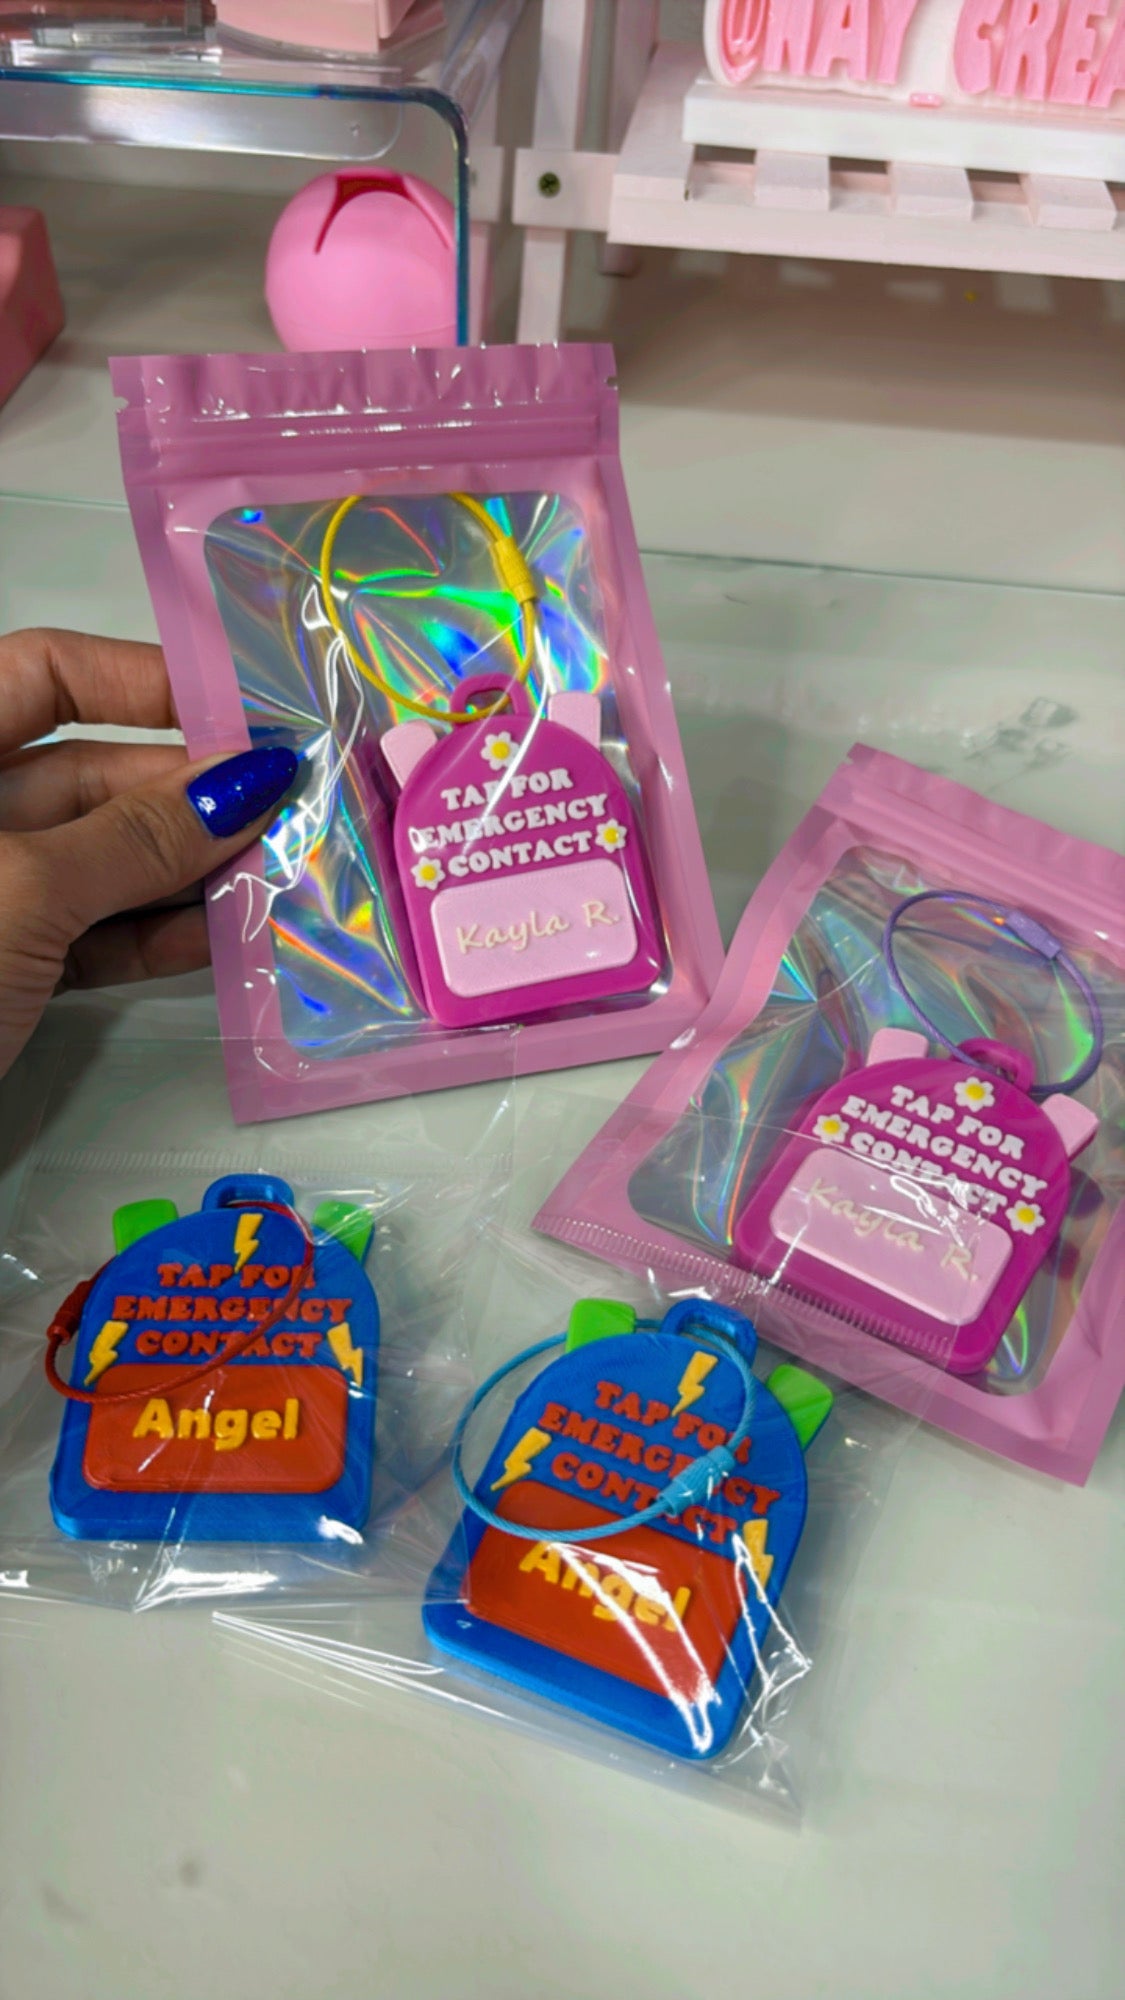 @NAY CREA
TAP FOR
EMERGENCY
CONTACT
Kayla R.
TAP FOR
EMERGENCY
CONTACT
Kayla R.
TAP FOR
EMERGENCY
CONTACT
Angel
TAP FOR
EMERGENCY
CONTACT
Angel